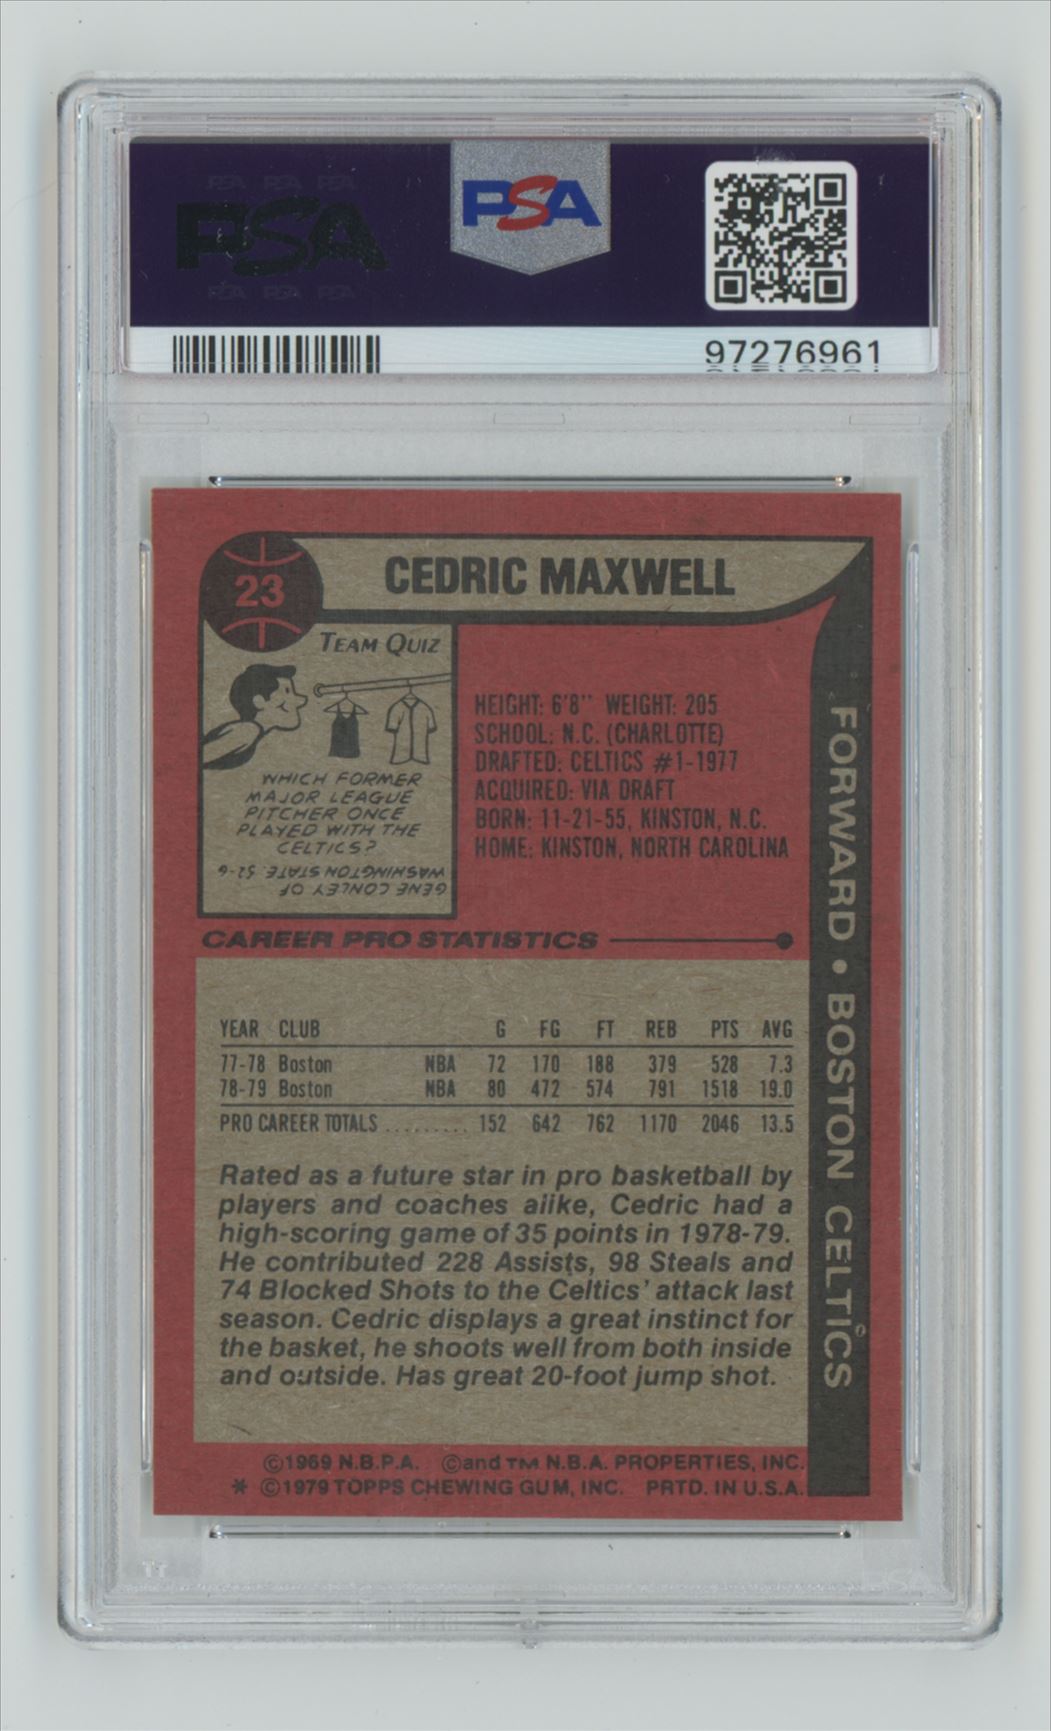 PSA PSA PSA
PSA
PSA PSA PSA
PSA
97276961
23
CEDRIC MAXWELL
TEAM QUIZ
WHICH FORMER
MAJOR LEAGUE
PITCHER ONCE
PLAYED WITH THE
CELTICS?
GENE CONLEY OF
WASHINGTON STATE. 52-6
HEIGHT: 6'8" WEIGHT: 205
SCHOOL: N.C. (CHARLOTTE)
DRAFTED: CELTICS #1-1977
ACQUIRED: VIA DRAFT
BORN: 11-21-55, KINSTON, N.C.
HOME: KINSTON, NORTH CAROLINA
FORWARD • BOSTON CELTICS
CAREER PRO STATISTICS
YEAR CLUB G FG FT REB PTS AVG
77-78 Boston NBA 72 170 188 379 528 7.3
78-79 Boston NBA 80 472 574 791 1518 19.0
PRO CAREER TOTALS ......... 152 642 762 1170 2046 13.5
Rated as a future star in pro basketball by
players and coaches alike, Cedric had a
high-scoring game of 35 points in 1978-79.
He contributed 228 Assists, 98 Steals and
74 Blocked Shots to the Celtics' attack last
season. Cedric displays a great instinct for
the basket, he shoots well from both inside
and outside. Has great 20-foot jump shot.
©1969 N.B.P.A. ©and TM N.B.A. PROPERTIES, INC.
* ©1979 TOPPS CHEWING GUM, INC. PRTD. IN U.S.A.
PSA